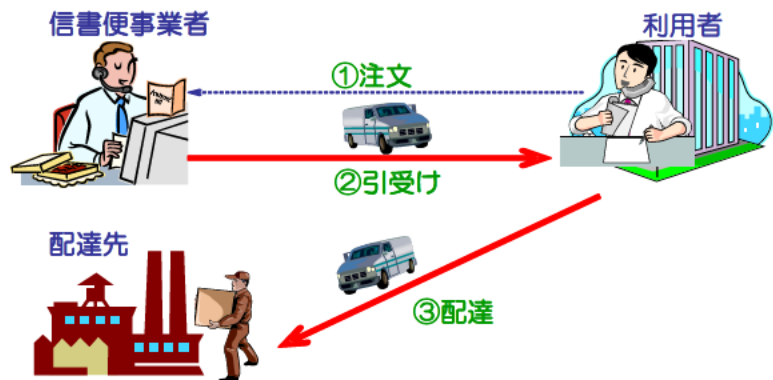 信書便事業者
利用者
①注文
②引受け
配達先
③配達